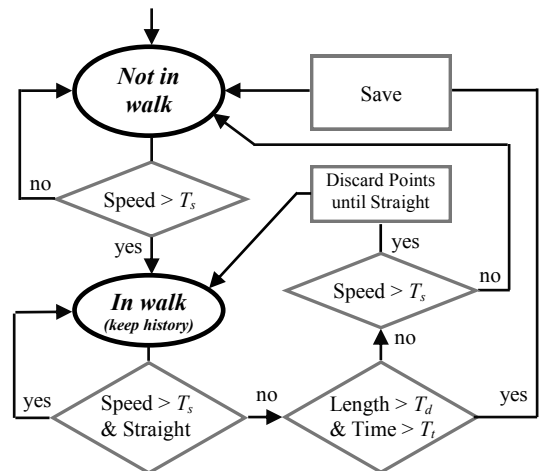 Not in
walk
Save
no
Speed > Ts
Discard Points
until Straight
yes
yes
In walk
(keep history)
Speed > Ts
no
no
yes
Speed > Ts
& Straight
no
Length > Td
& Time > Tt
yes